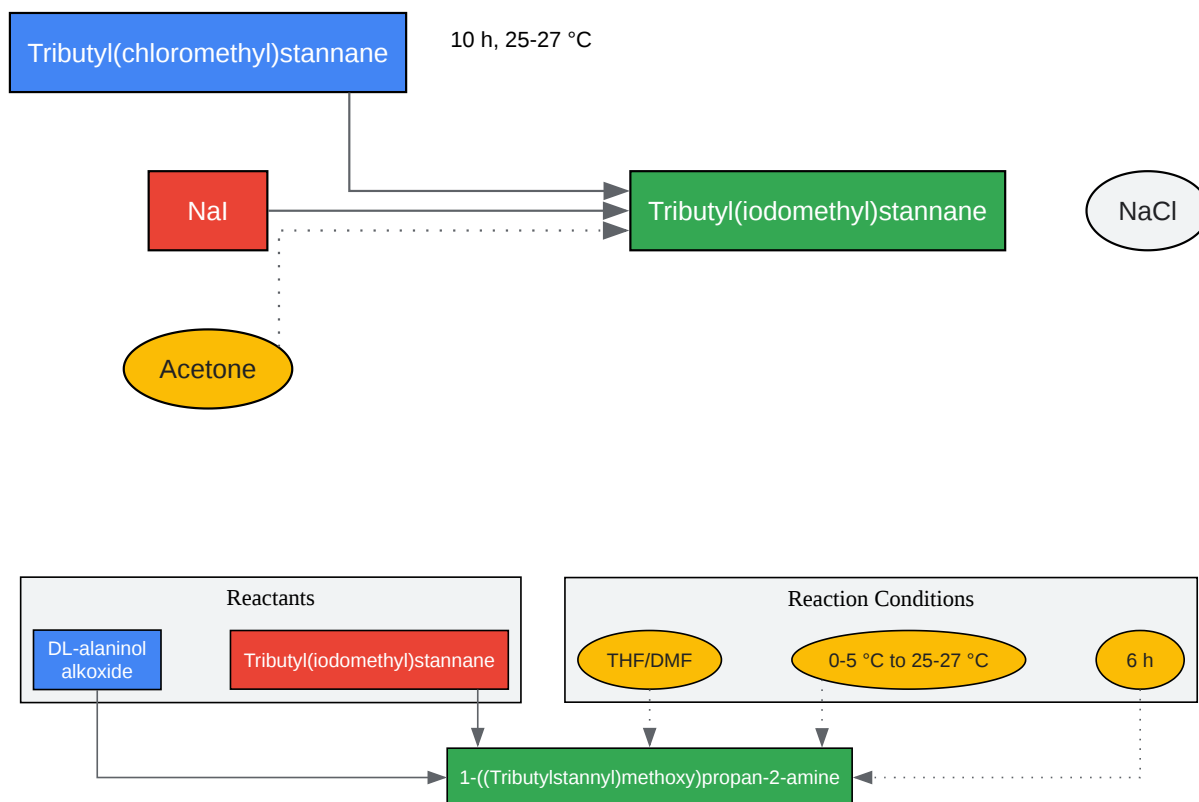 Tributyl(chloromethyl)stannane
10 h, 25-27 °C
NaI
Tributyl(iodomethyl)stannane
NaCl
Acetone
Reactants
Reaction Conditions
DL-alaninol
alkoxide
Tributyl(iodomethyl)stannane
THF/DMF
0-5 °C to 25-27 °C
6 h
1-((Tributylstannyl)methoxy)propan-2-amine